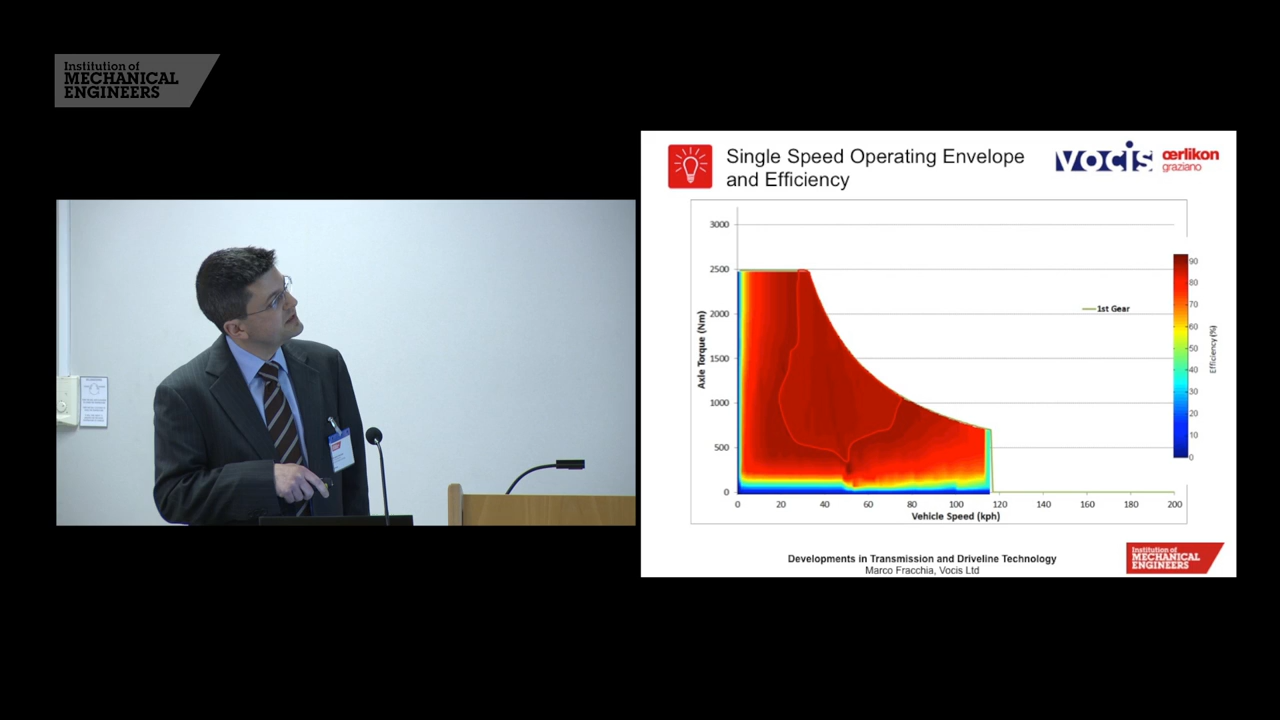 Institution of
MECHANICAL
ENGINEERS
Single Speed Operating Envelope
and Efficiency
vocis
œrlikon
graziano
3000
2500
2000
1500
1000
500
0
Axle Torque (Nm)
0 20 40 60 80 100 120 140 160 180 200
Vehicle Speed (kph)
1st Gear
90
80
70
60
50
40
30
20
10
0
Efficiency (%)
Developments in Transmission and Driveline Technology
Marco Fracchia, Vocis Ltd
Institution of
MECHANICAL
ENGINEERS